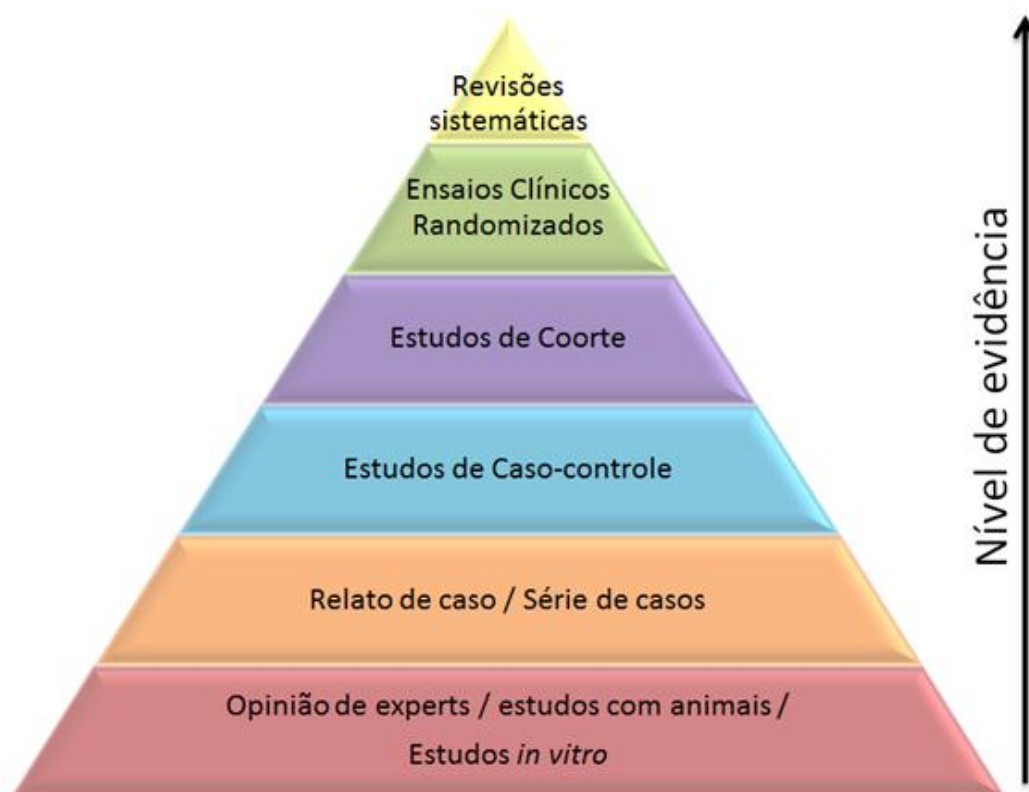 Revisões
sistemáticas
Ensaios Clínicos
Randomizados
Estudos de Coorte
Estudos de Caso-controle
Relato de caso / Série de casos
Opinião de experts / estudos com animais /
Estudos in vitro
Nível de evidência